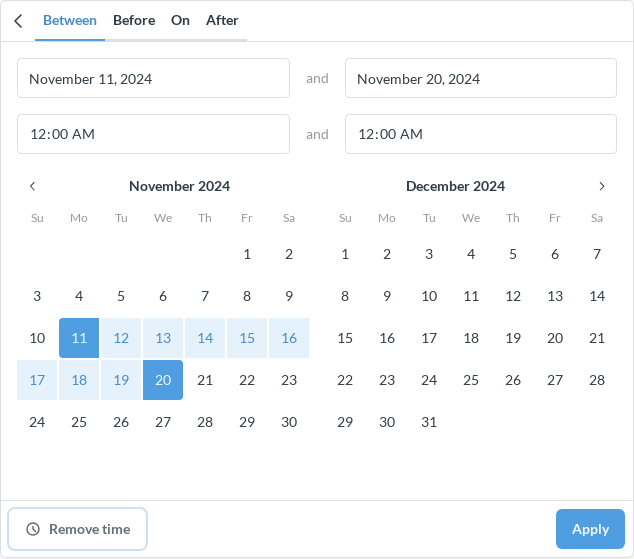 Between Before On After
November 11, 2024 and November 20, 2024
12:00 AM and 12:00 AM
November 2024 December 2024
Su Mo Tu We Th Fr Sa Su Mo Tu We Th Fr Sa
1 2 1 2 3 4 5 6 7
3 4 5 6 7 8 9 8 9 10 11 12 13 14
10 11 12 13 14 15 16 15 16 17 18 19 20 21
17 18 19 20 21 22 23 22 23 24 25 26 27 28
24 25 26 27 28 29 30 29 30 31
Remove time Apply